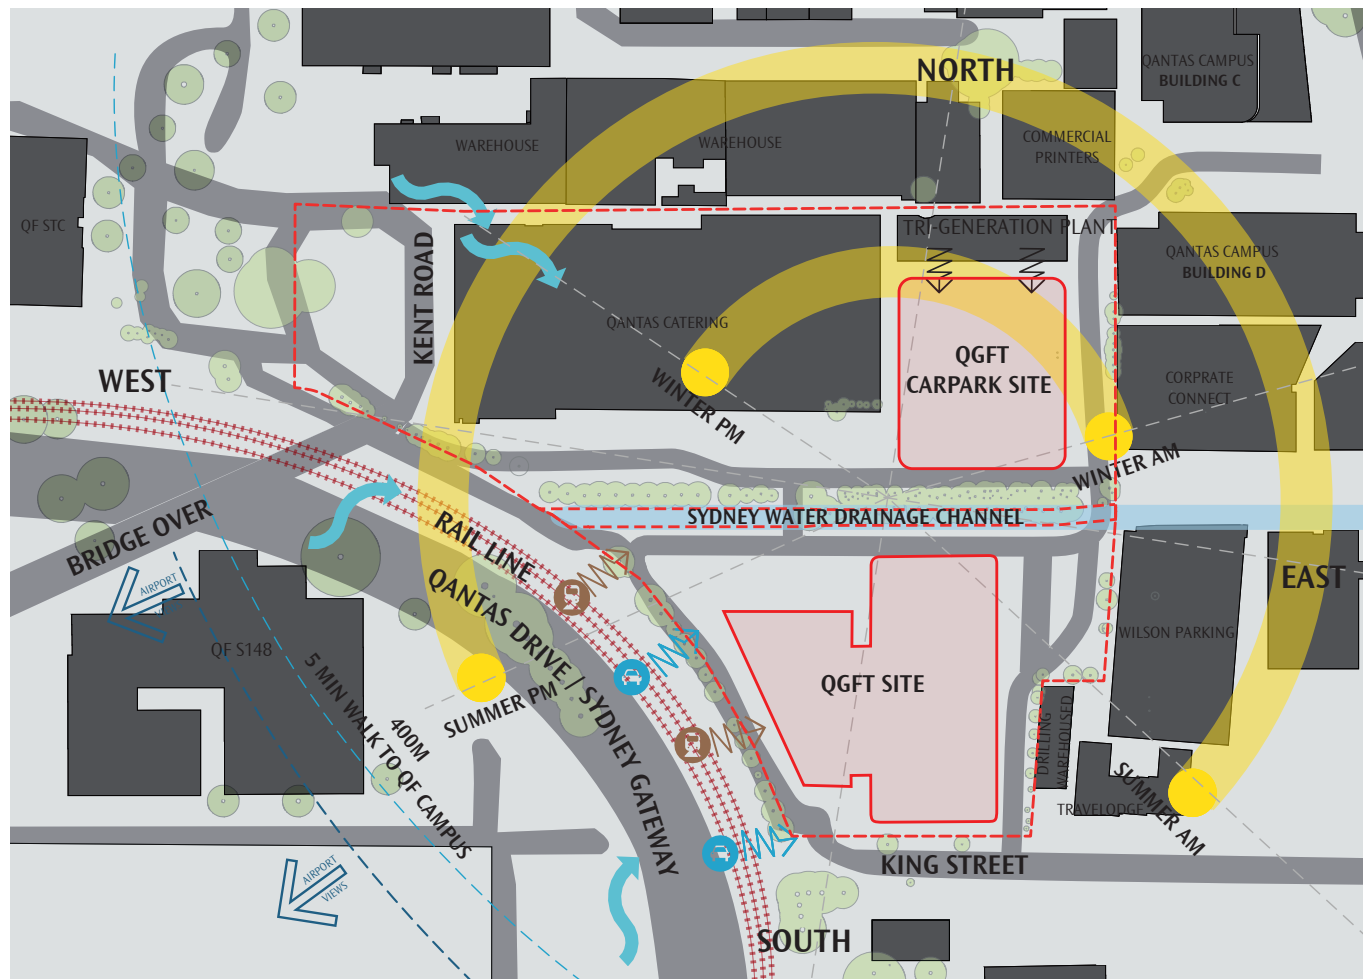 NORTH
QANTAS CAMPUS
BUILDING C
WAREHOUSE
WAREHOUSE
COMMERCIAL
PRINTERS
QF STC
TRI-GENERATION PLANT
KENT ROAD
QANTAS CAMPUS
BUILDING D
QANTAS CATERING
QGFT
CARPARK SITE
WEST
WINTER PM
CORPRATE
CONNECT
WINTER AM
BRIDGE OVER
RAIL LINE
SYDNEY WATER DRAINAGE CHANNEL
EAST
AIRPORT
QANTAS DRIVE / SYDNEY GATEWAY
QF S148
WILSON PARKING
QGFT SITE
SUMMER PM
400M
5 MIN WALK TO QF CAMPUS
DRILLING
WAREHOUSED
SUMMER AM
TRAVELODGE
KING STREET
AIRPORT
VIEWS
SOUTH